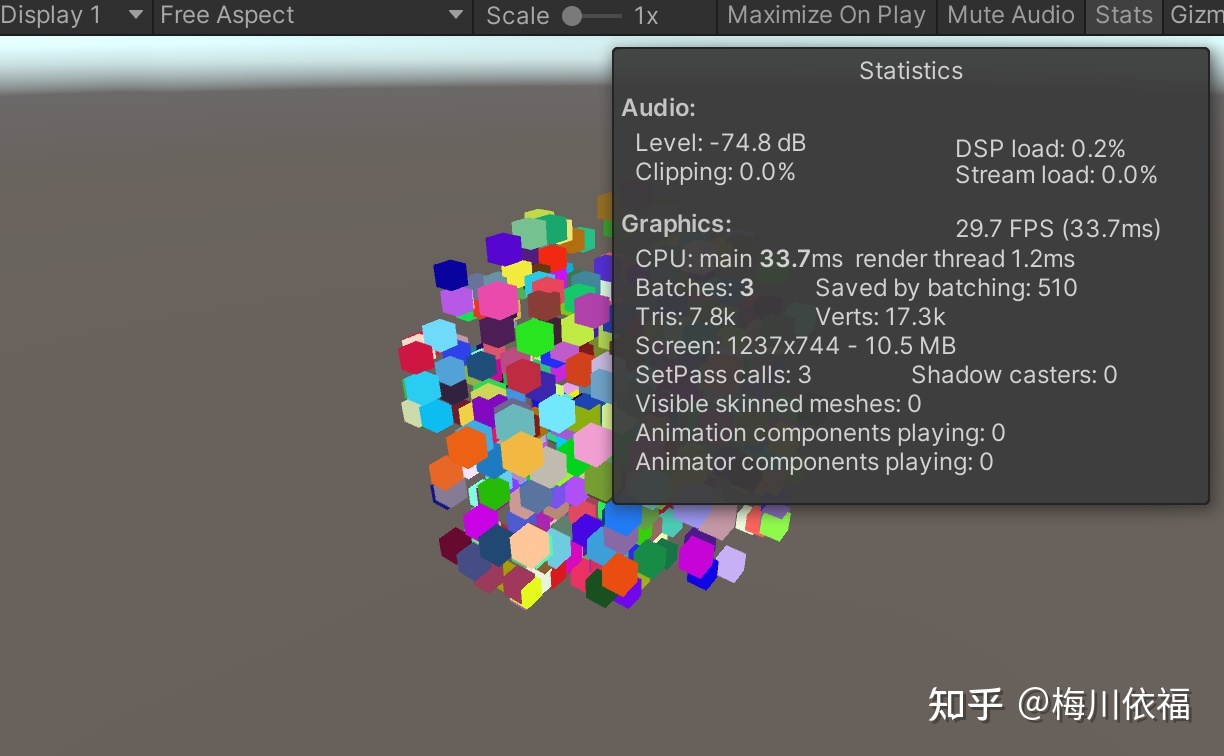 Display 1 Free Aspect Scale 1x Maximize On Play Mute Audio Stats Gizm
Statistics
Audio:
Level: -74.8 dB DSP load: 0.2%
Clipping: 0.0% Stream load: 0.0%
Graphics: 29.7 FPS (33.7ms)
CPU: main 33.7ms render thread 1.2ms
Batches: 3 Saved by batching: 510
Tris: 7.8k Verts: 17.3k
Screen: 1237x744 - 10.5 MB
SetPass calls: 3 Shadow casters: 0
Visible skinned meshes: 0
Animation components playing: 0
Animator components playing: 0
知乎 @梅川依福